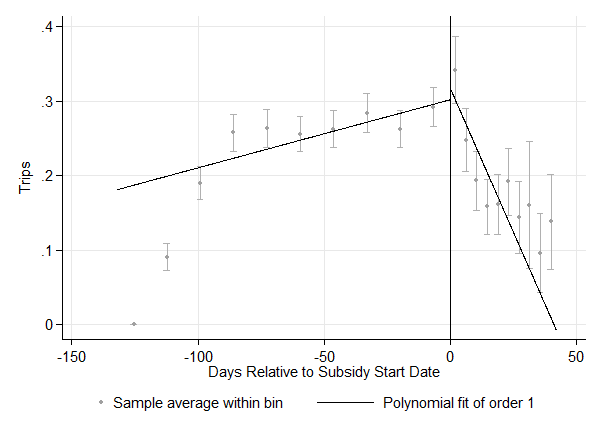 .4
.3
.2
.1
0
Trips
-150 -100 -50 0 50
Days Relative to Subsidy Start Date
Sample average within bin Polynomial fit of order 1